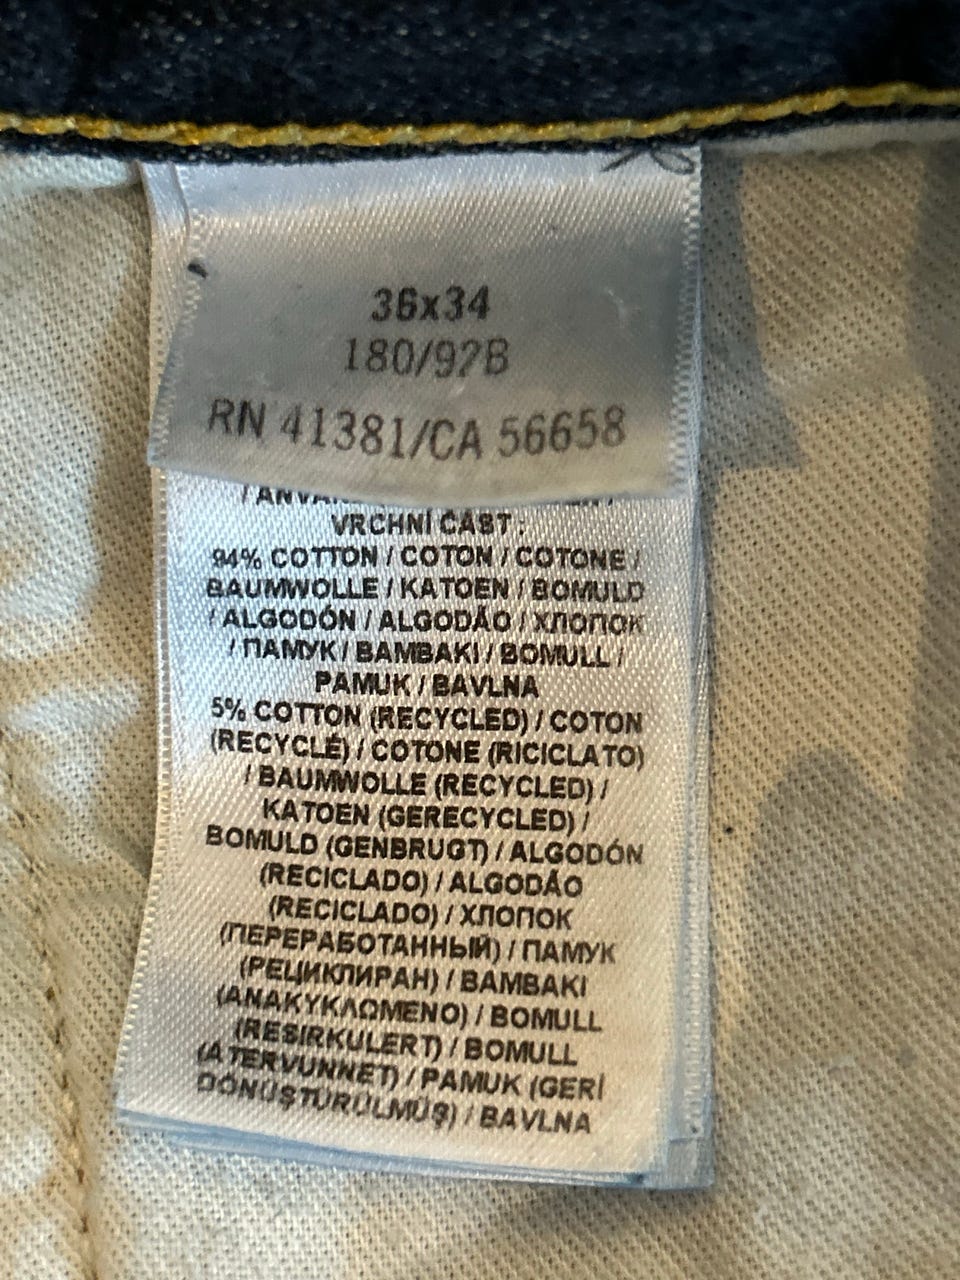 36x34
180/92B
RN 41381/CA 56658
VRCHNÍ ČÁST :
94% COTTON / COTON / COTONE /
BAUMWOLLE / KATOEN / BOMULD
/ ALGODÓN / ALGODÃO / ХЛОПОК
/ ПАМУК / BAMBAKI / BOMULL /
PAMUK / BAVLNA
5% COTTON (RECYCLED) / COTON
(RECYCLÉ) / COTONE (RICICLATO)
/ BAUMWOLLE (RECYCLED) /
KATOEN (GERECYCLED) /
BOMULD (GENBRUGT) / ALGODÓN
(RECICLADO) / ALGODÃO
(RECICLADO) / ХЛОПОК
(ПЕРЕРАБОТАННЫЙ) / ПАМУК
(РЕЦИКЛИРАН) / BAMBAKI
(ΑΝΑΚΥΚΛΩΜΕΝΟ) / BOMULL
(RESIRKULERT) / BOMULL
(ÅTERVUNNET) / PAMUK (GERİ
DÖNÜŞTÜRÜLMÜŞ) / BAVLNA